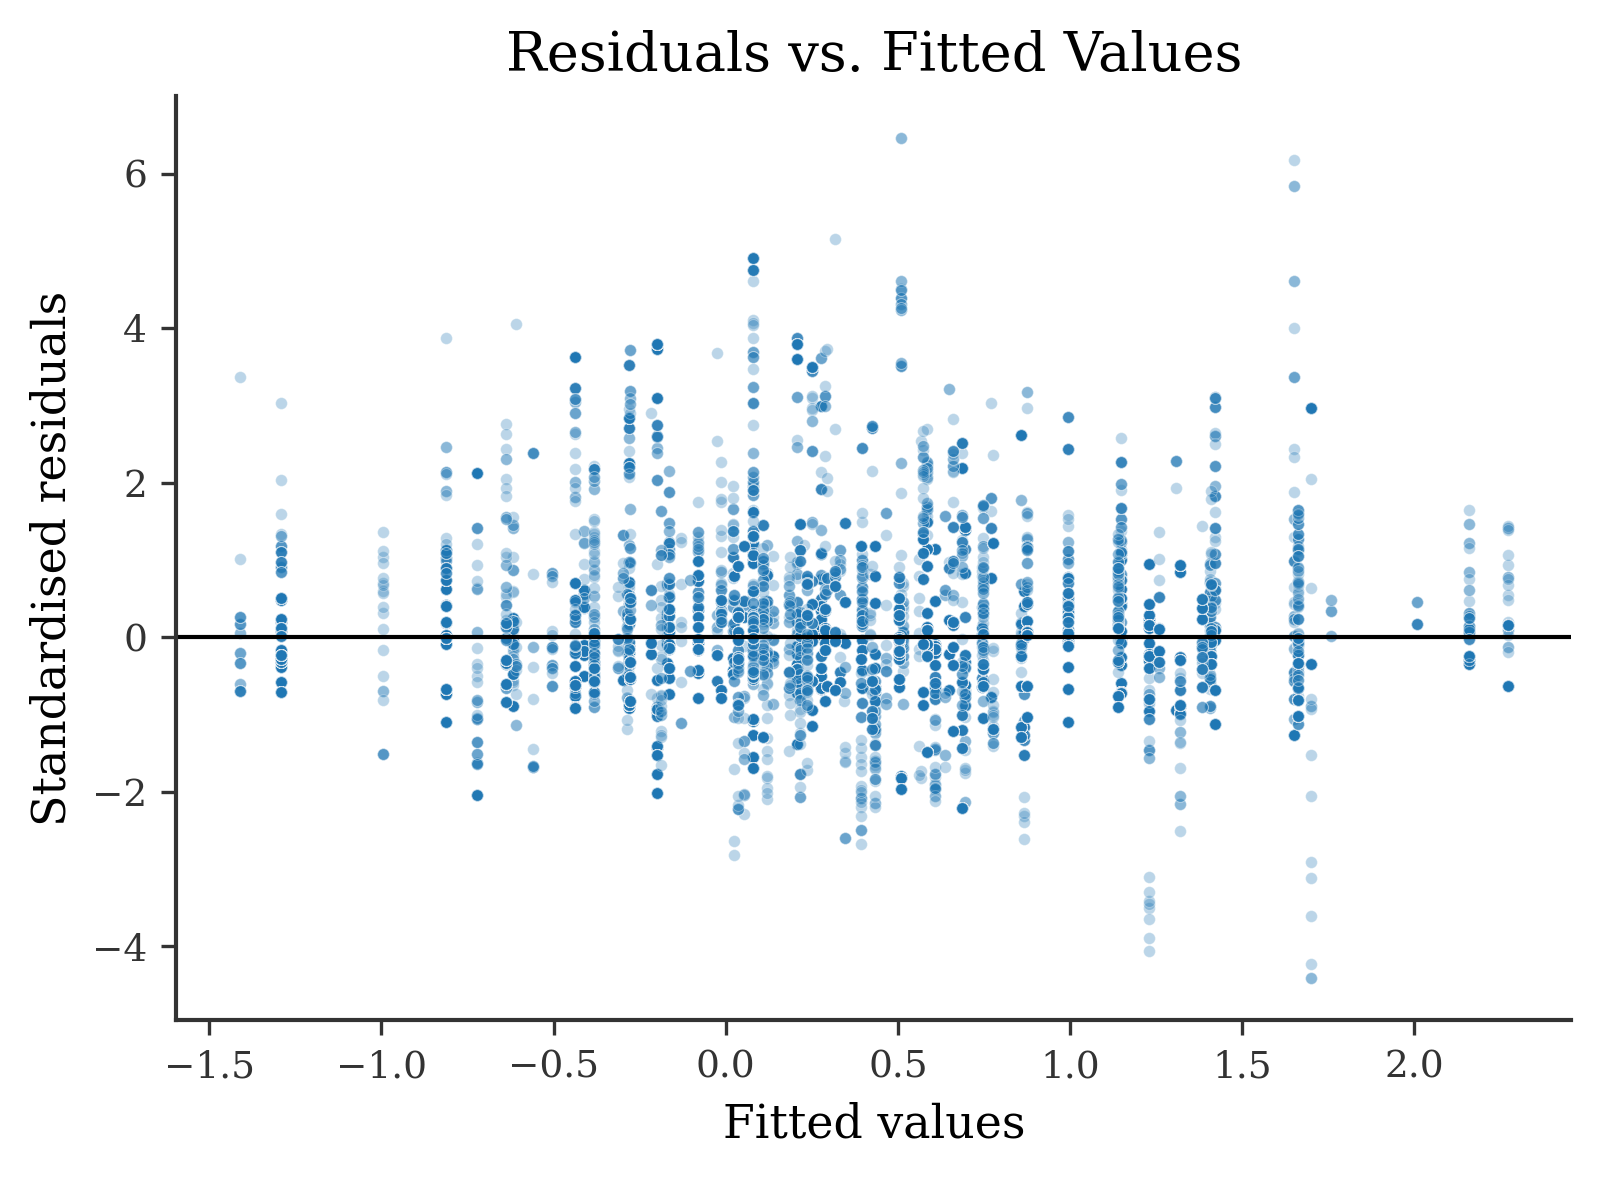 Residuals vs. Fitted Values
Standardised residuals
6
4
2
0
−2
−4
−1.5 −1.0 −0.5 0.0 0.5 1.0 1.5 2.0
Fitted values